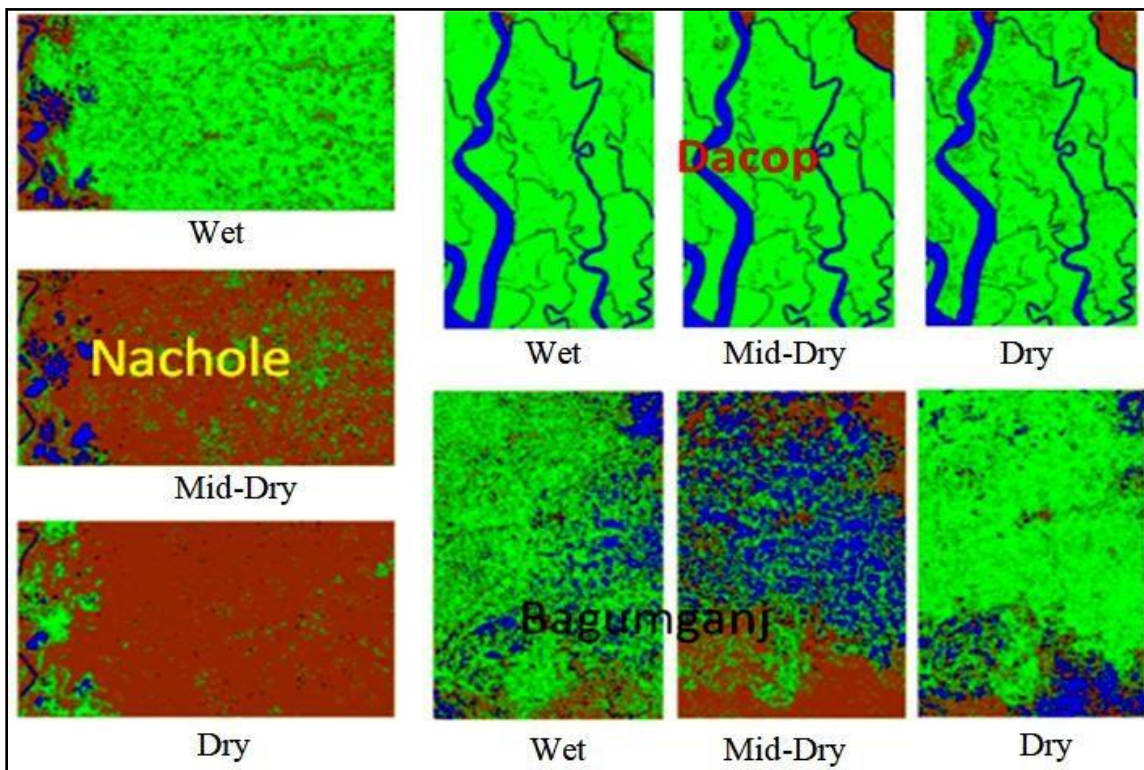 Wet
Nachole
Mid-Dry
Dry
Dacop
Wet Mid-Dry Dry
Bagumganj
Wet Mid-Dry Dry